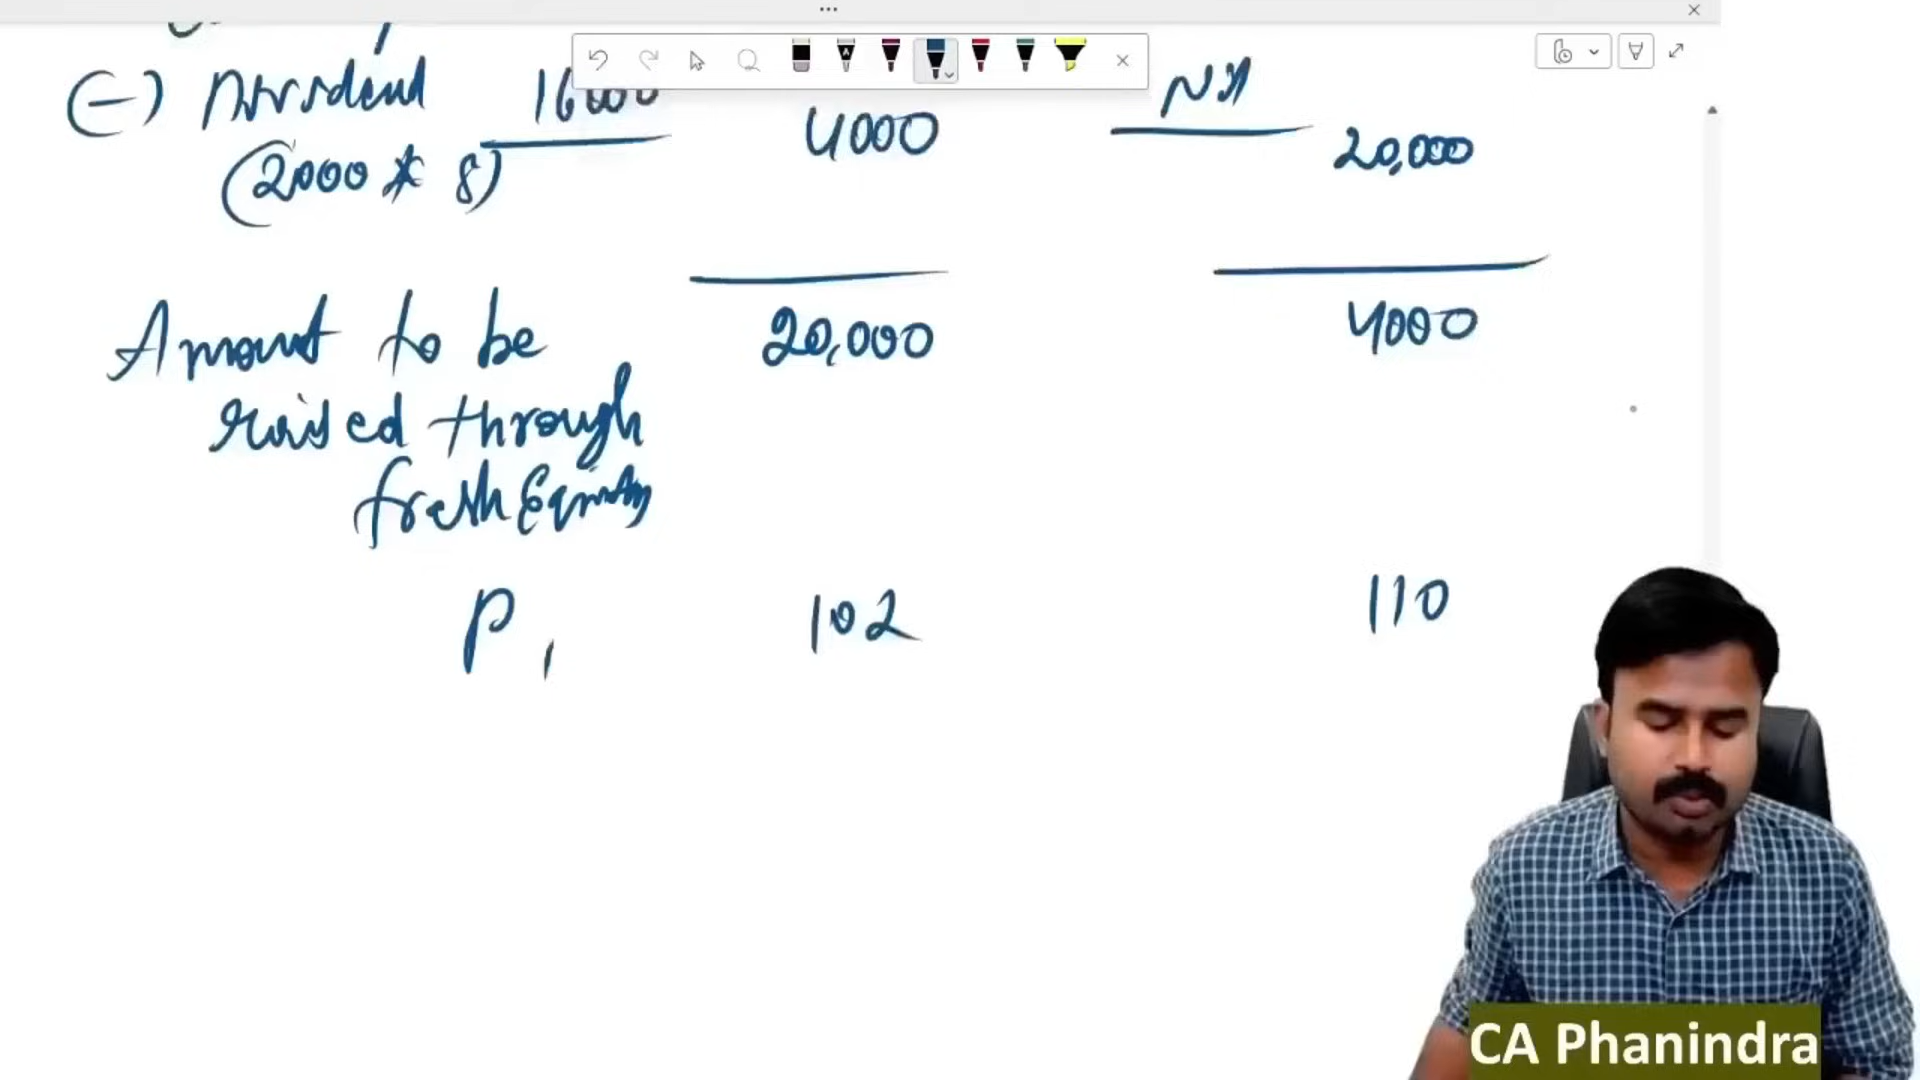 (-) Dividend 16000 4000 Nil 20,000
(2000 * 8)
Amount to be 20,000 4000
raised through
fresh Equity
P1 102 110
CA Phanindra